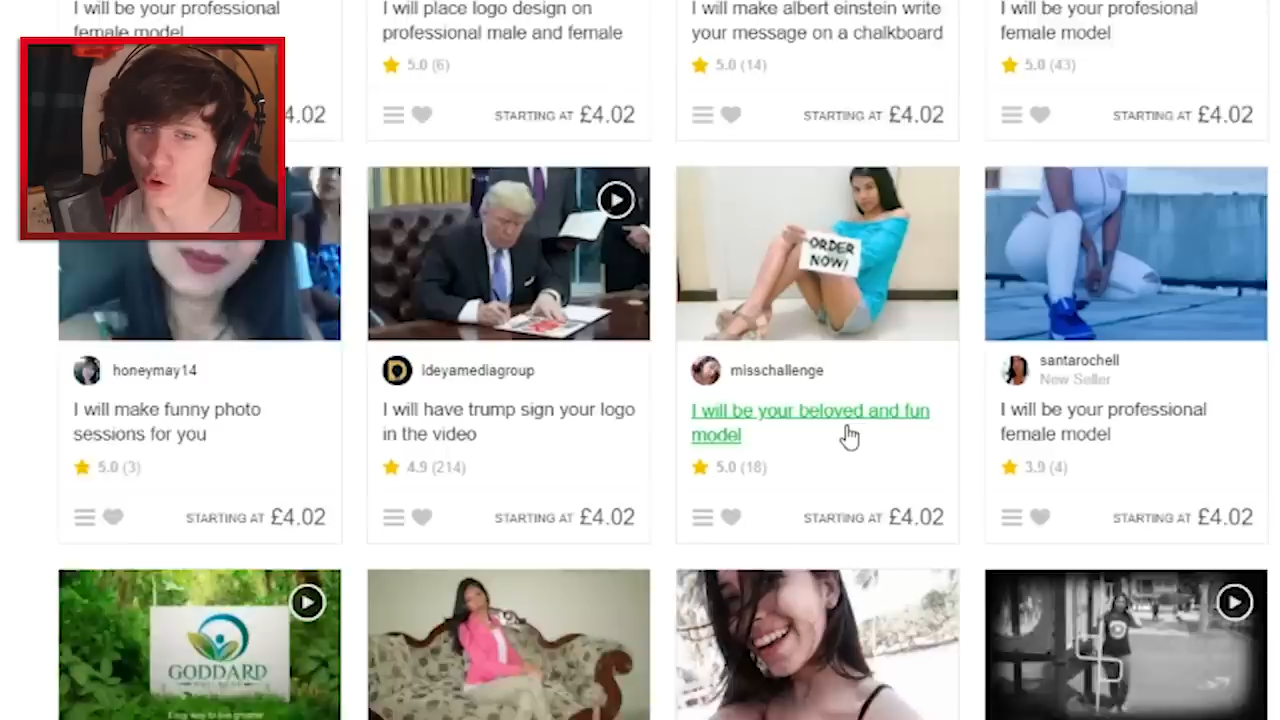 I will be your professional
female model
4.02
I will place logo design on
professional male and female
5.0 (6)
STARTING AT £4.02
I will make albert einstein write
your message on a chalkboard
5.0 (14)
STARTING AT £4.02
I will be your profesional
female model
5.0 (43)
STARTING AT £4.02
honeymay14
I will make funny photo
sessions for you
5.0 (3)
STARTING AT £4.02
ideyamediagroup
I will have trump sign your logo
in the video
4.9 (214)
STARTING AT £4.02
ORDER
NOW!
misschallenge
I will be your beloved and fun
model
5.0 (18)
STARTING AT £4.02
santarochell
New Seller
I will be your professional
female model
3.9 (4)
STARTING AT £4.02
GODDARD